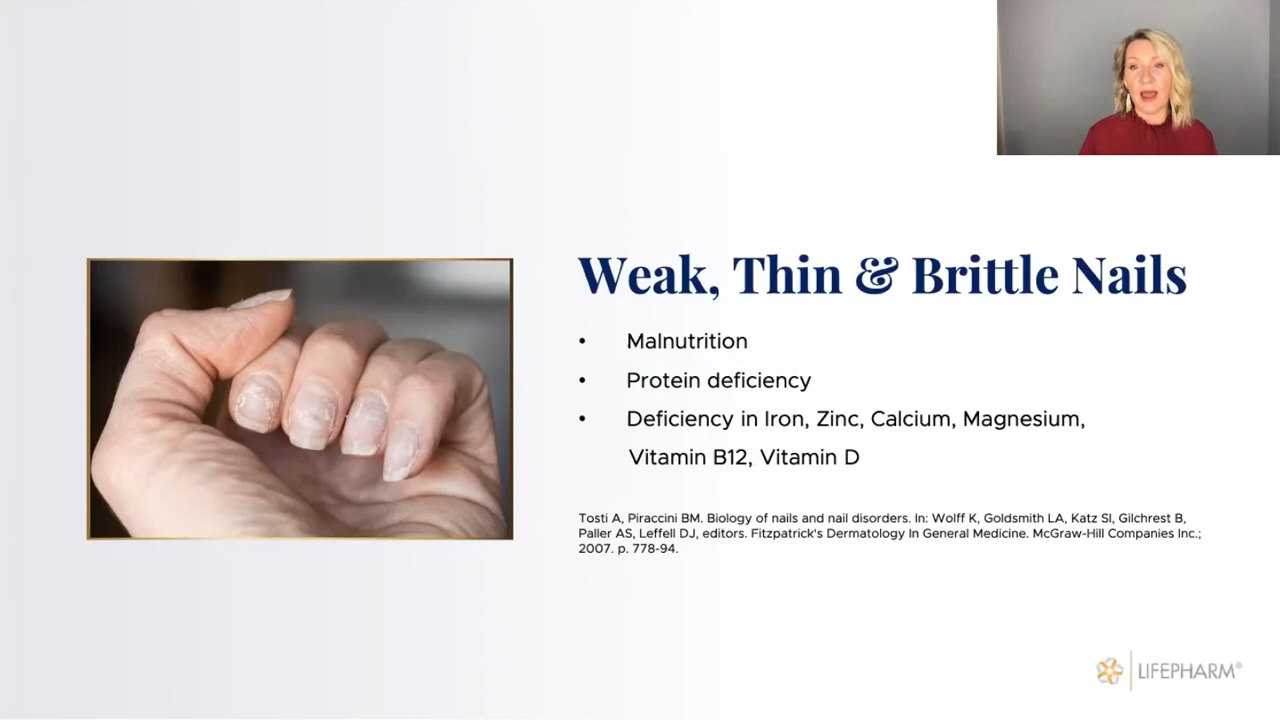 Weak, Thin & Brittle Nails
• Malnutrition
• Protein deficiency
• Deficiency in Iron, Zinc, Calcium, Magnesium,
Vitamin B12, Vitamin D
Tosti A, Piraccini BM. Biology of nails and nail disorders. In: Wolff K, Goldsmith LA, Katz SI, Gilchrest B,
Paller AS, Leffell DJ, editors. Fitzpatrick's Dermatology In General Medicine. McGraw-Hill Companies Inc.;
2007. p. 778-94.
LIFEPHARM®